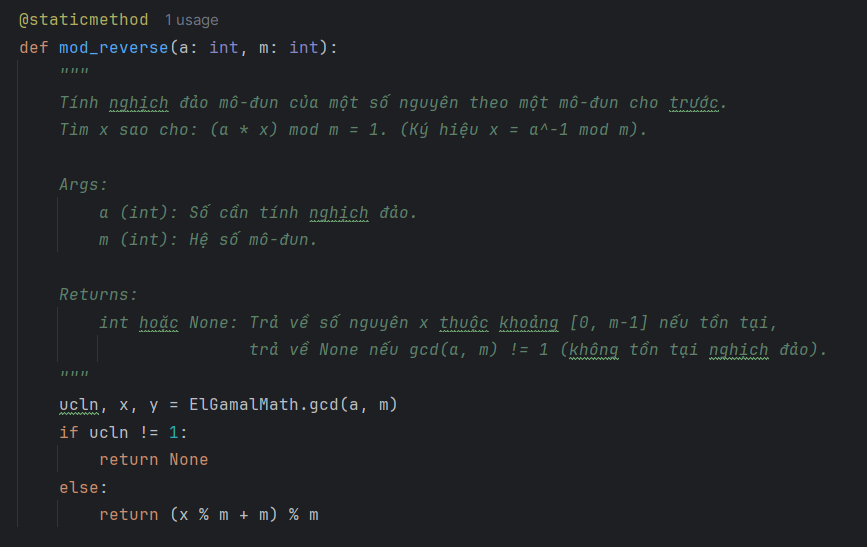 @staticmethod 1 usage
def mod_reverse(a: int, m: int):
"""
Tính nghịch đảo mô-đun của một số nguyên theo một mô-đun cho trước.
Tìm x sao cho: (a * x) mod m = 1. (Ký hiệu x = a^-1 mod m).
Args:
a (int): Số cần tính nghịch đảo.
m (int): Hệ số mô-đun.
Returns:
int hoặc None: Trả về số nguyên x thuộc khoảng [0, m-1] nếu tồn tại,
trả về None nếu gcd(a, m) != 1 (không tồn tại nghịch đảo).
"""
ucln, x, y = ElGamalMath.gcd(a, m)
if ucln != 1:
return None
else:
return (x % m + m) % m